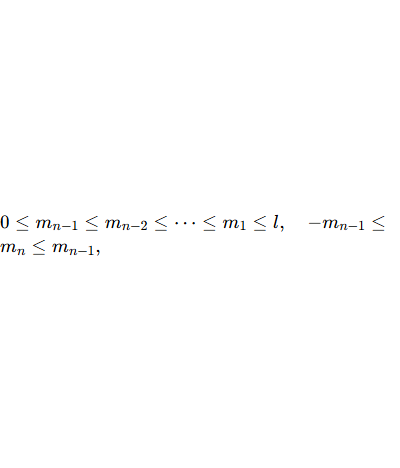 0 ≤ m_{n−1} ≤ m_{n−2} ≤ ⋯ ≤ m_1 ≤ l, −m_{n−1} ≤
m_n ≤ m_{n−1},